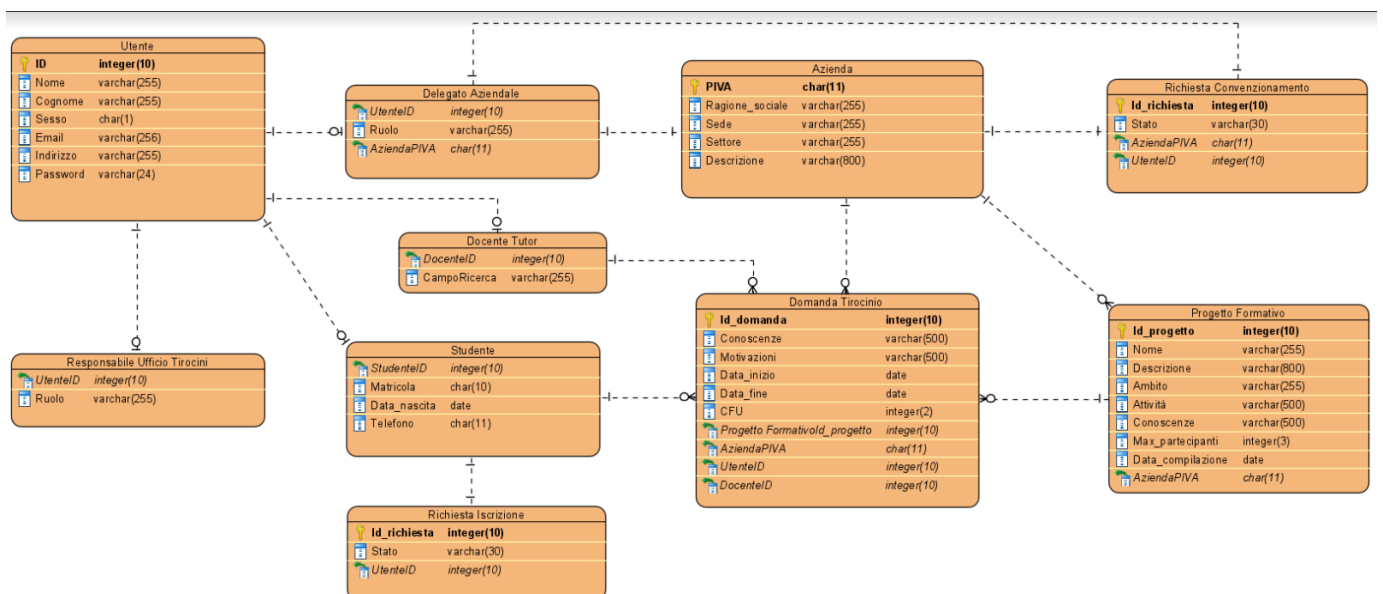 Utente
ID integer(10)
Nome varchar(255)
Cognome varchar(255)
Sesso char(1)
Email varchar(256)
Indirizzo varchar(255)
Password varchar(24)
Delegato Aziendale
UtenteID integer(10)
Ruolo varchar(255)
AziendaPIVA char(11)
Azienda
PIVA char(11)
Ragione_sociale varchar(255)
Sede varchar(255)
Settore varchar(255)
Descrizione varchar(800)
Richiesta Convenzionamento
Id_richiesta integer(10)
Stato varchar(30)
AziendaPIVA char(11)
UtenteID integer(10)
Docente Tutor
DocenteID integer(10)
CampoRicerca varchar(255)
Responsabile Ufficio Tirocini
UtenteID integer(10)
Ruolo varchar(255)
Studente
StudenteID integer(10)
Matricola char(10)
Data_nascita date
Telefono char(11)
Domanda Tirocinio
Id_domanda integer(10)
Conoscenze varchar(500)
Motivazioni varchar(500)
Data_inizio date
Data_fine date
CFU integer(2)
Progetto FormativoId_progetto integer(10)
AziendaPIVA char(11)
UtenteID integer(10)
DocenteID integer(10)
Progetto Formativo
Id_progetto integer(10)
Nome varchar(255)
Descrizione varchar(800)
Ambito varchar(255)
Attività varchar(500)
Conoscenze varchar(500)
Max_partecipanti integer(3)
Data_compilazione date
AziendaPIVA char(11)
Richiesta Iscrizione
Id_richiesta integer(10)
Stato varchar(30)
UtenteID integer(10)